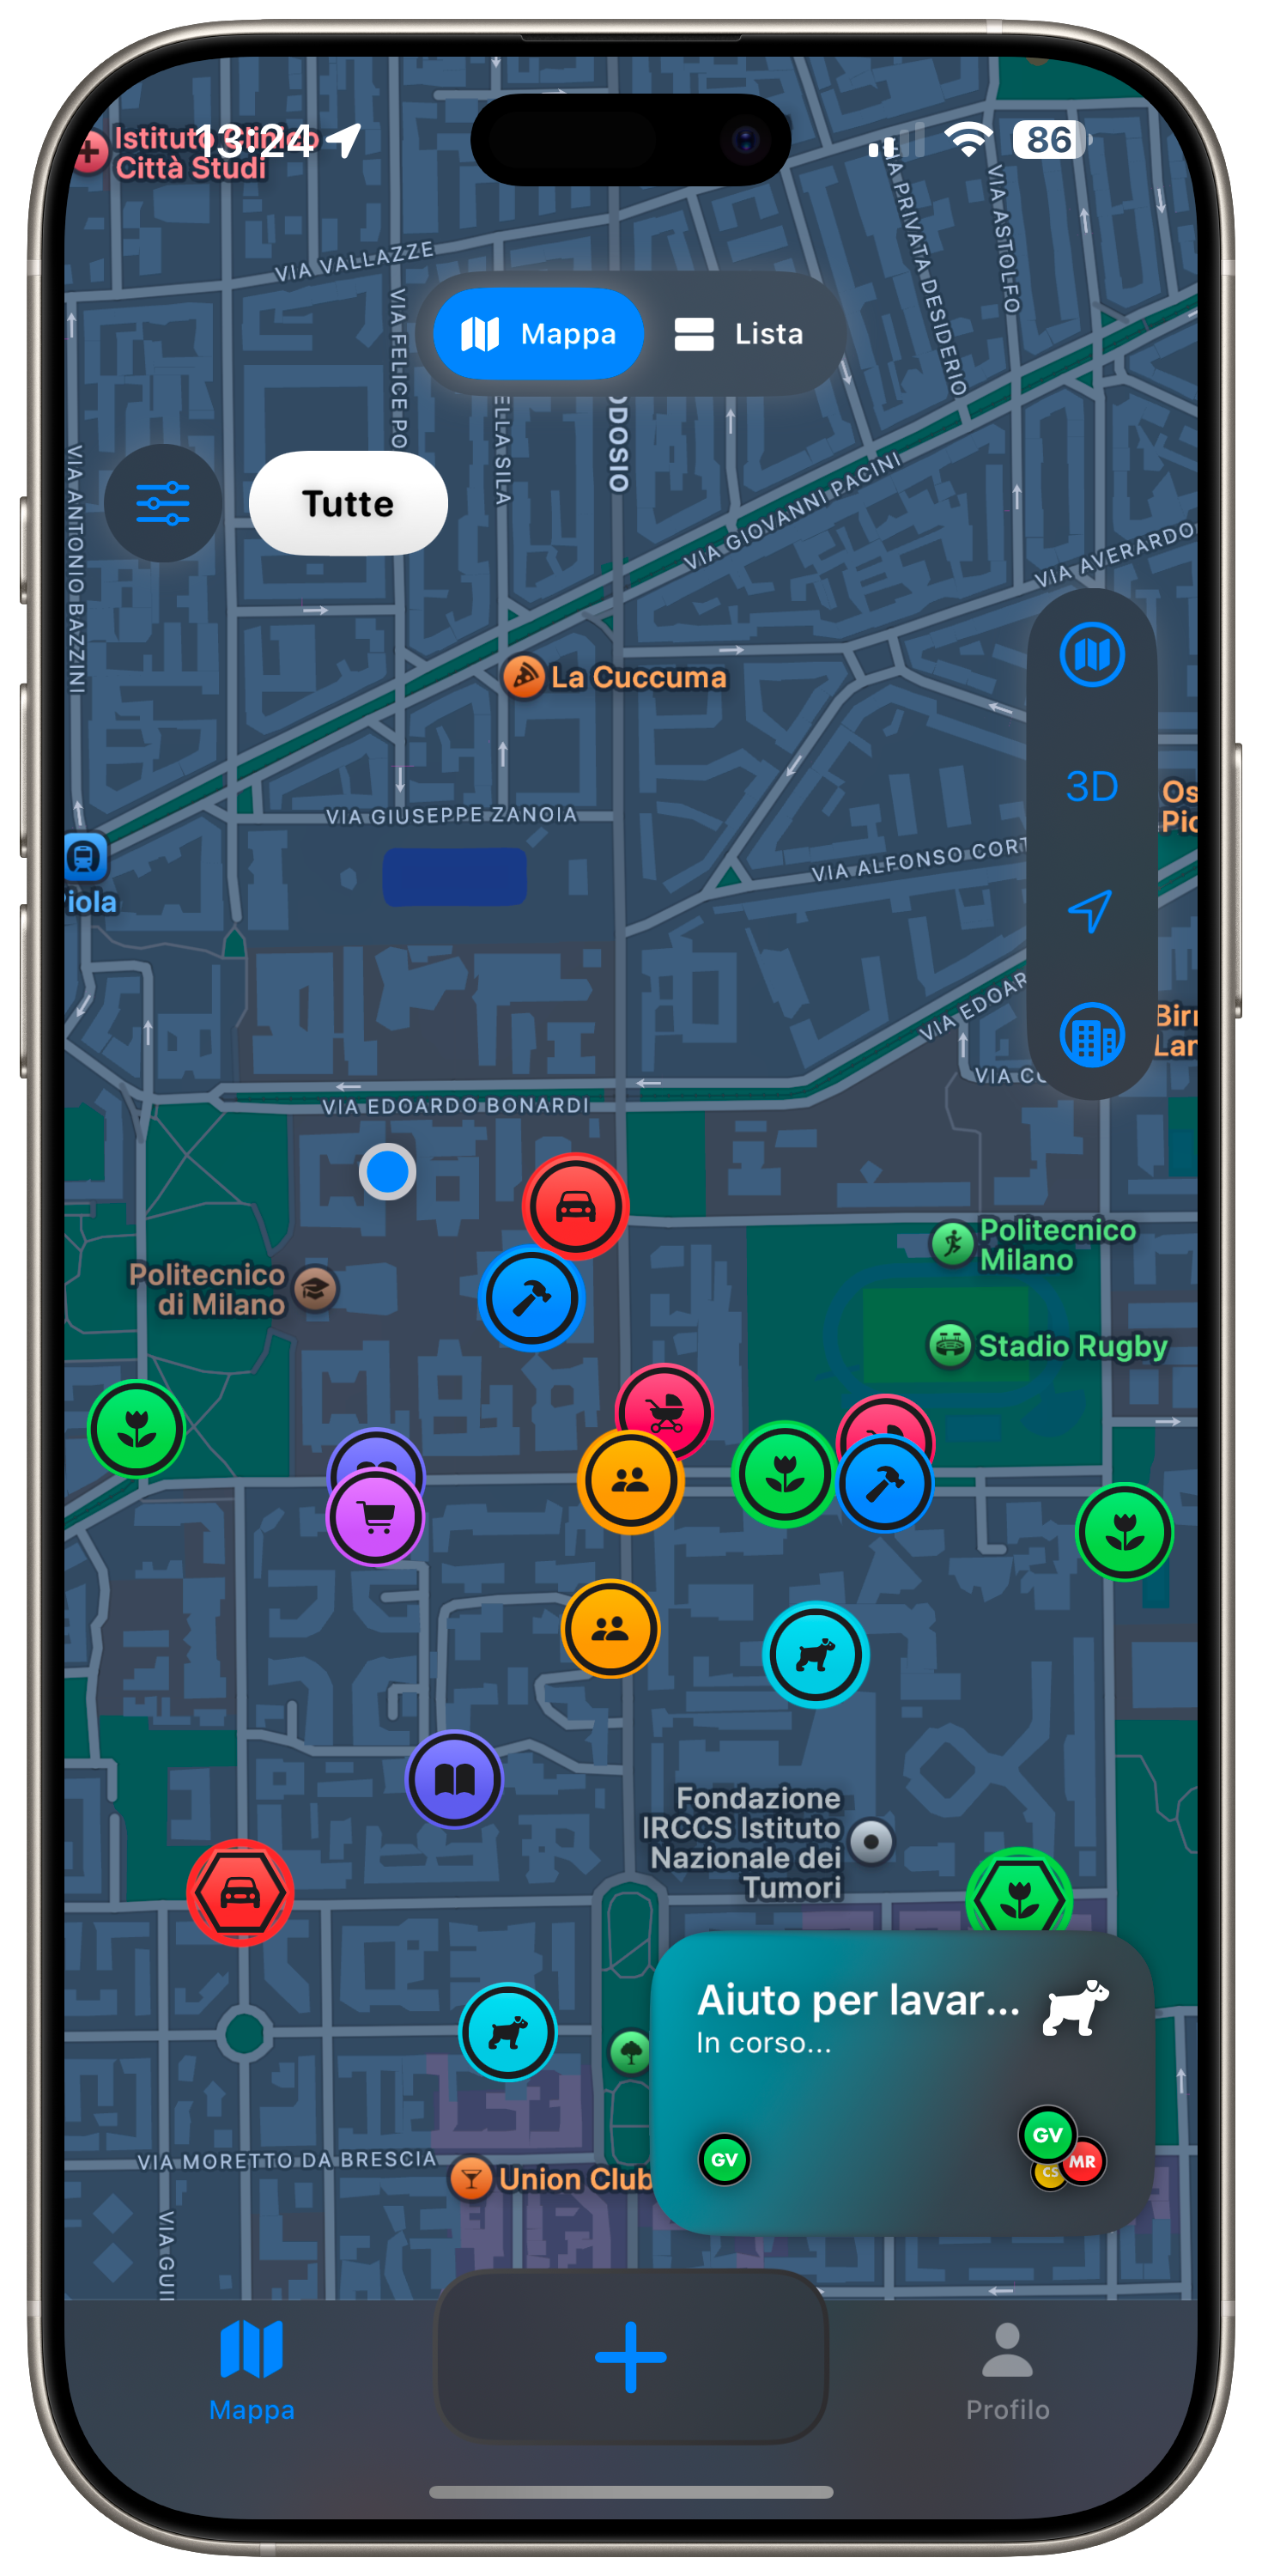 Istituto Clinico
Città Studi
13:24
86
VIA VALLAZZE
VIA PRIVATA DESIDERIO
VIA ASTOLFO
VIA FELICE PO
Mappa
Lista
ELLA SILA
ODOSIO
Tutte
VIA ANTONIO BAZZINI
VIA GIOVANNI PACINI
VIA AVERARDO
La Cuccuma
3D
Os
Pic
VIA GIUSEPPE ZANOIA
VIA ALFONSO CORT
Piola
VIA EDOAR
Birr
Lan
VIA CO
VIA EDOARDO BONARDI
Politecnico
Milano
Politecnico
di Milano
Stadio Rugby
Fondazione
IRCCS Istituto
Nazionale dei
Tumori
Aiuto per lavar...
In corso...
GV
GV
CS
MR
VIA MORETTO DA BRESCIA
Union Club
VIA GUI
Mappa
Profilo